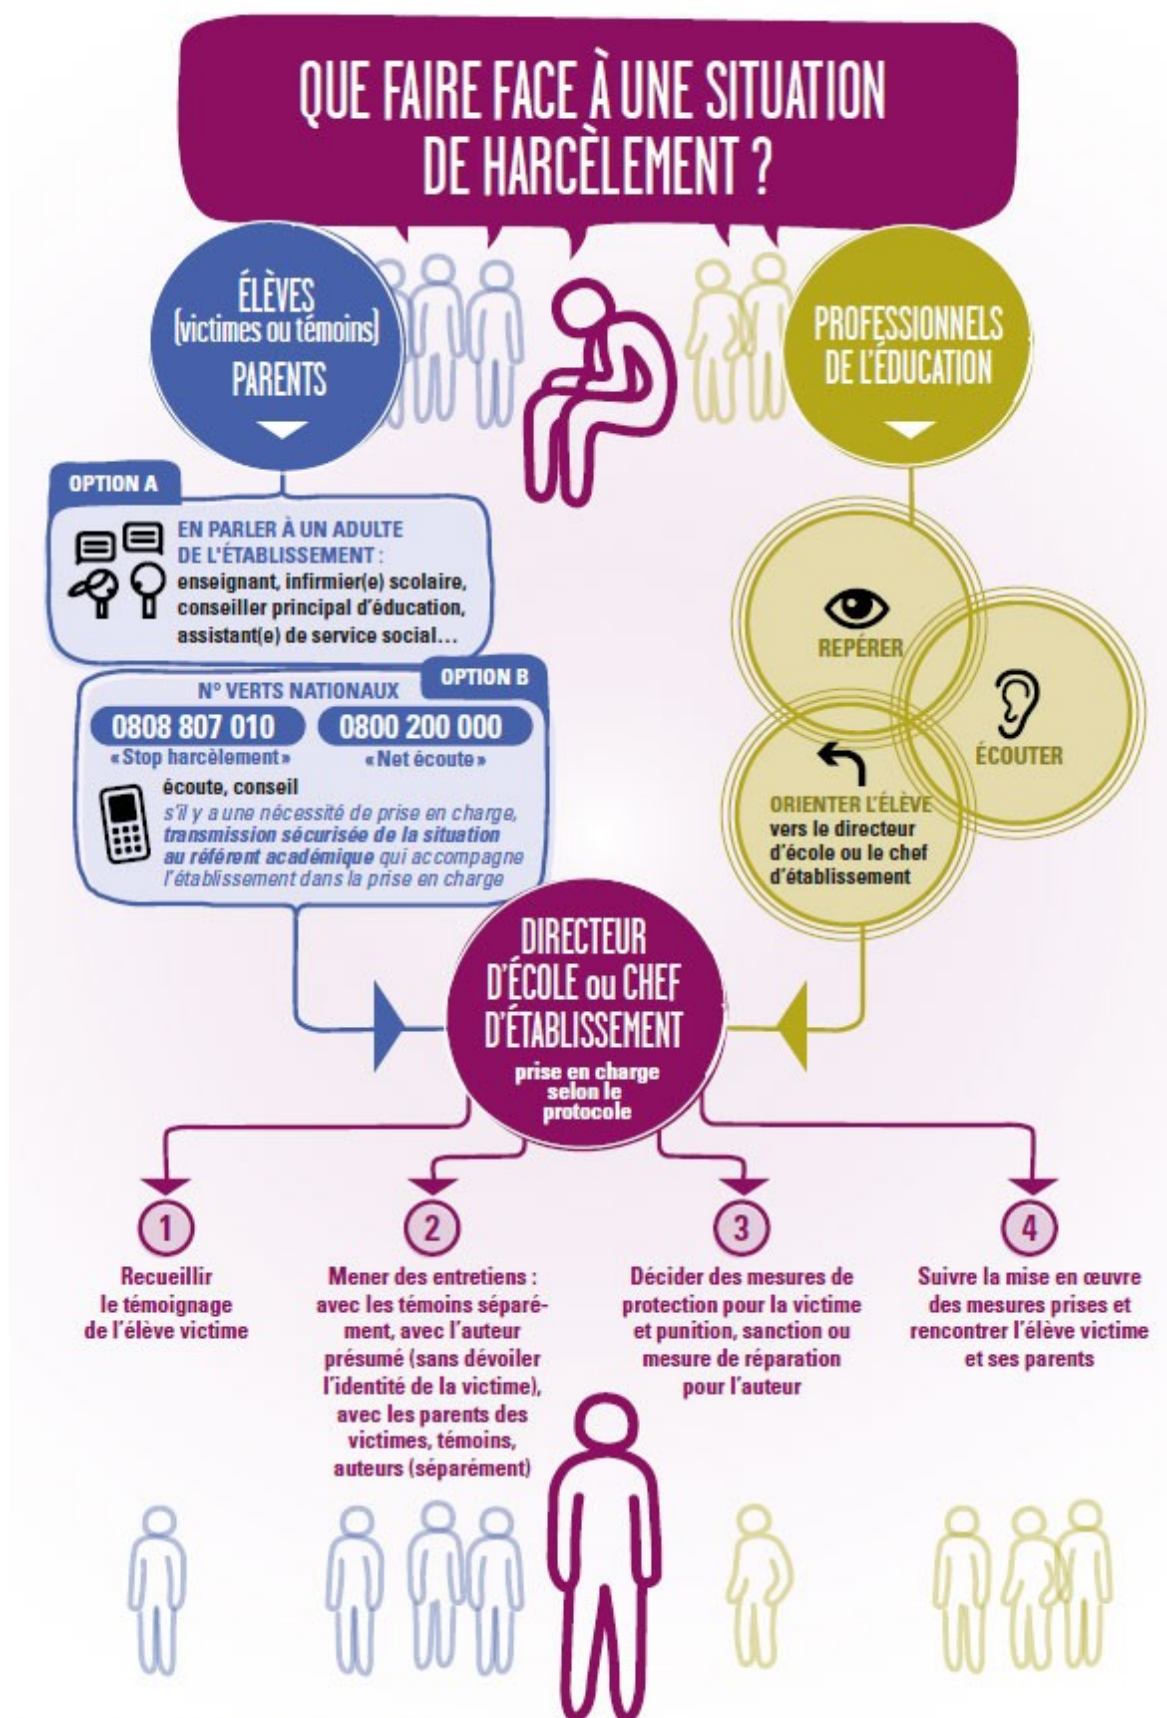 QUE FAIRE FACE À UNE SITUATION
DE HARCÈLEMENT ?
ÉLÈVES
(victimes ou témoins)
PARENTS
OPTION A
EN PARLER À UN ADULTE
DE L'ÉTABLISSEMENT :
enseignant, infirmier(e) scolaire,
conseiller principal d'éducation,
assistant(e) de service social...
OPTION B
Nº VERTS NATIONAUX
0808 807 010
«Stop harcèlement»
0800 200 000
«Net écoute»
écoute, conseil
s'il y a une nécessité de prise en charge,
transmission sécurisée de la situation
au référent académique qui accompagne
l'établissement dans la prise en charge
PROFESSIONNELS
DE L'ÉDUCATION
REPÉRER
ÉCOUTER
ORIENTER L'ÉLÈVE
vers le directeur
d'école ou le chef
d'établissement
DIRECTEUR
D'ÉCOLE ou CHEF
D'ÉTABLISSEMENT
prise en charge
selon le
protocole
1
Recueillir
le témoignage
de l'élève victime
2
Mener des entretiens :
avec les témoins séparé-
ment, avec l'auteur
présumé (sans dévoiler
l'identité de la victime),
avec les parents des
victimes, témoins,
auteurs (séparément)
3
Décider des mesures de
protection pour la victime
et punition, sanction ou
mesure de réparation
pour l'auteur
4
Suivre la mise en œuvre
des mesures prises et
rencontrer l'élève victime
et ses parents